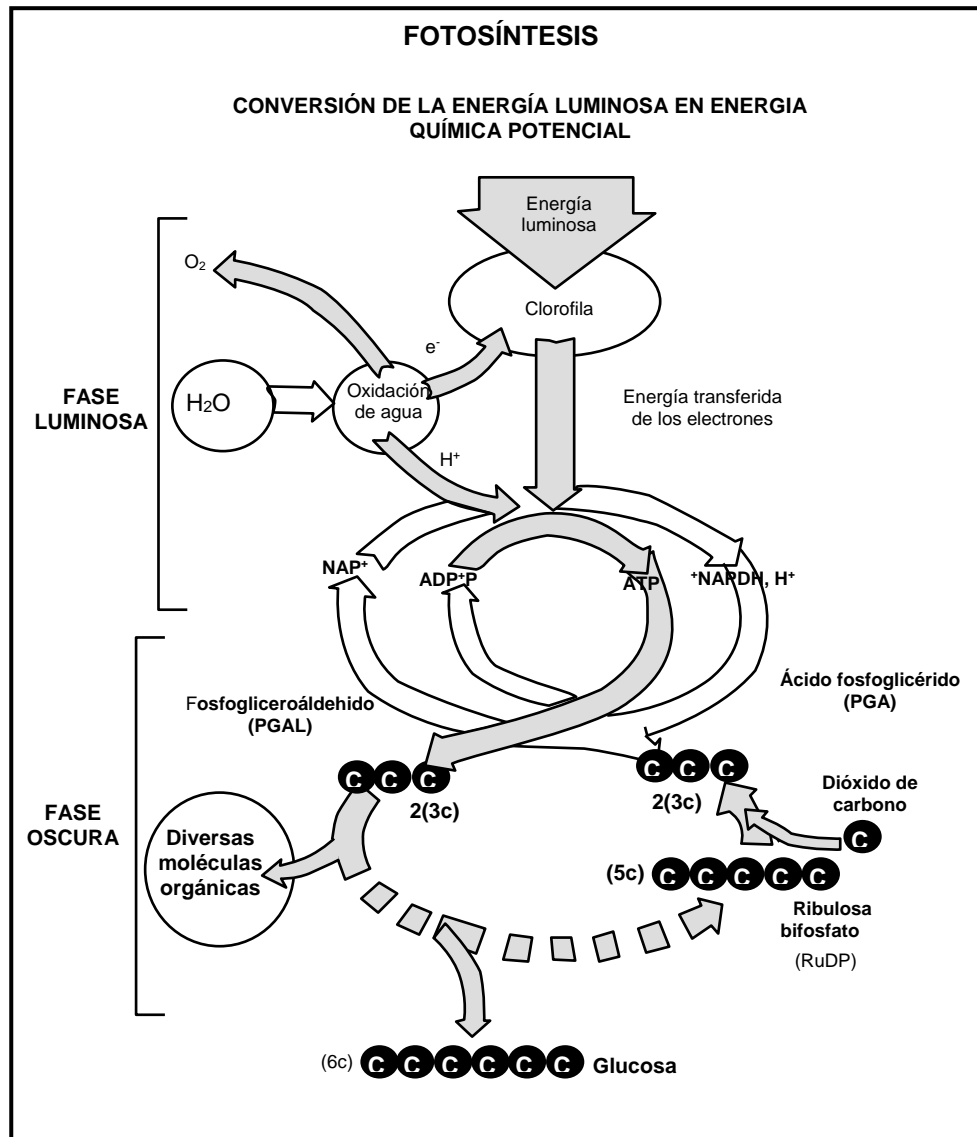 FOTOSÍNTESIS
CONVERSIÓN DE LA ENERGÍA LUMINOSA EN ENERGIA
QUÍMICA POTENCIAL
Energía
luminosa
O₂
Clorofila
e⁻
FASE
LUMINOSA
H₂O
Oxidación
de agua
Energía transferida
de los electrones
H⁺
NAP⁺
ADP⁺P
ATP
⁺NAPDH, H⁺
Fosfogliceroáldehido
(PGAL)
Ácido fosfoglicérido
(PGA)
C C C
2(3c)
C C C
2(3c)
Dióxido de
carbono
C
FASE
OSCURA
Diversas
moléculas
orgánicas
(5c) C C C C C
Ribulosa
bifosfato
(RuDP)
(6c) C C C C C C Glucosa